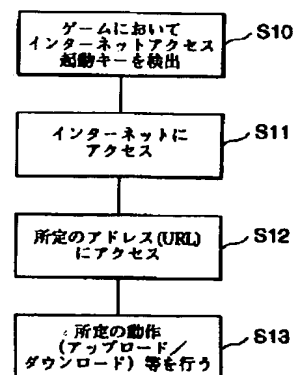 ゲームにおいて
インターネットアクセス
起動キーを検出
S10
インターネットに
アクセス
S11
所定のアドレス(URL)
にアクセス
S12
所定の動作
(アップロード／
ダウンロード) 等を行う
S13